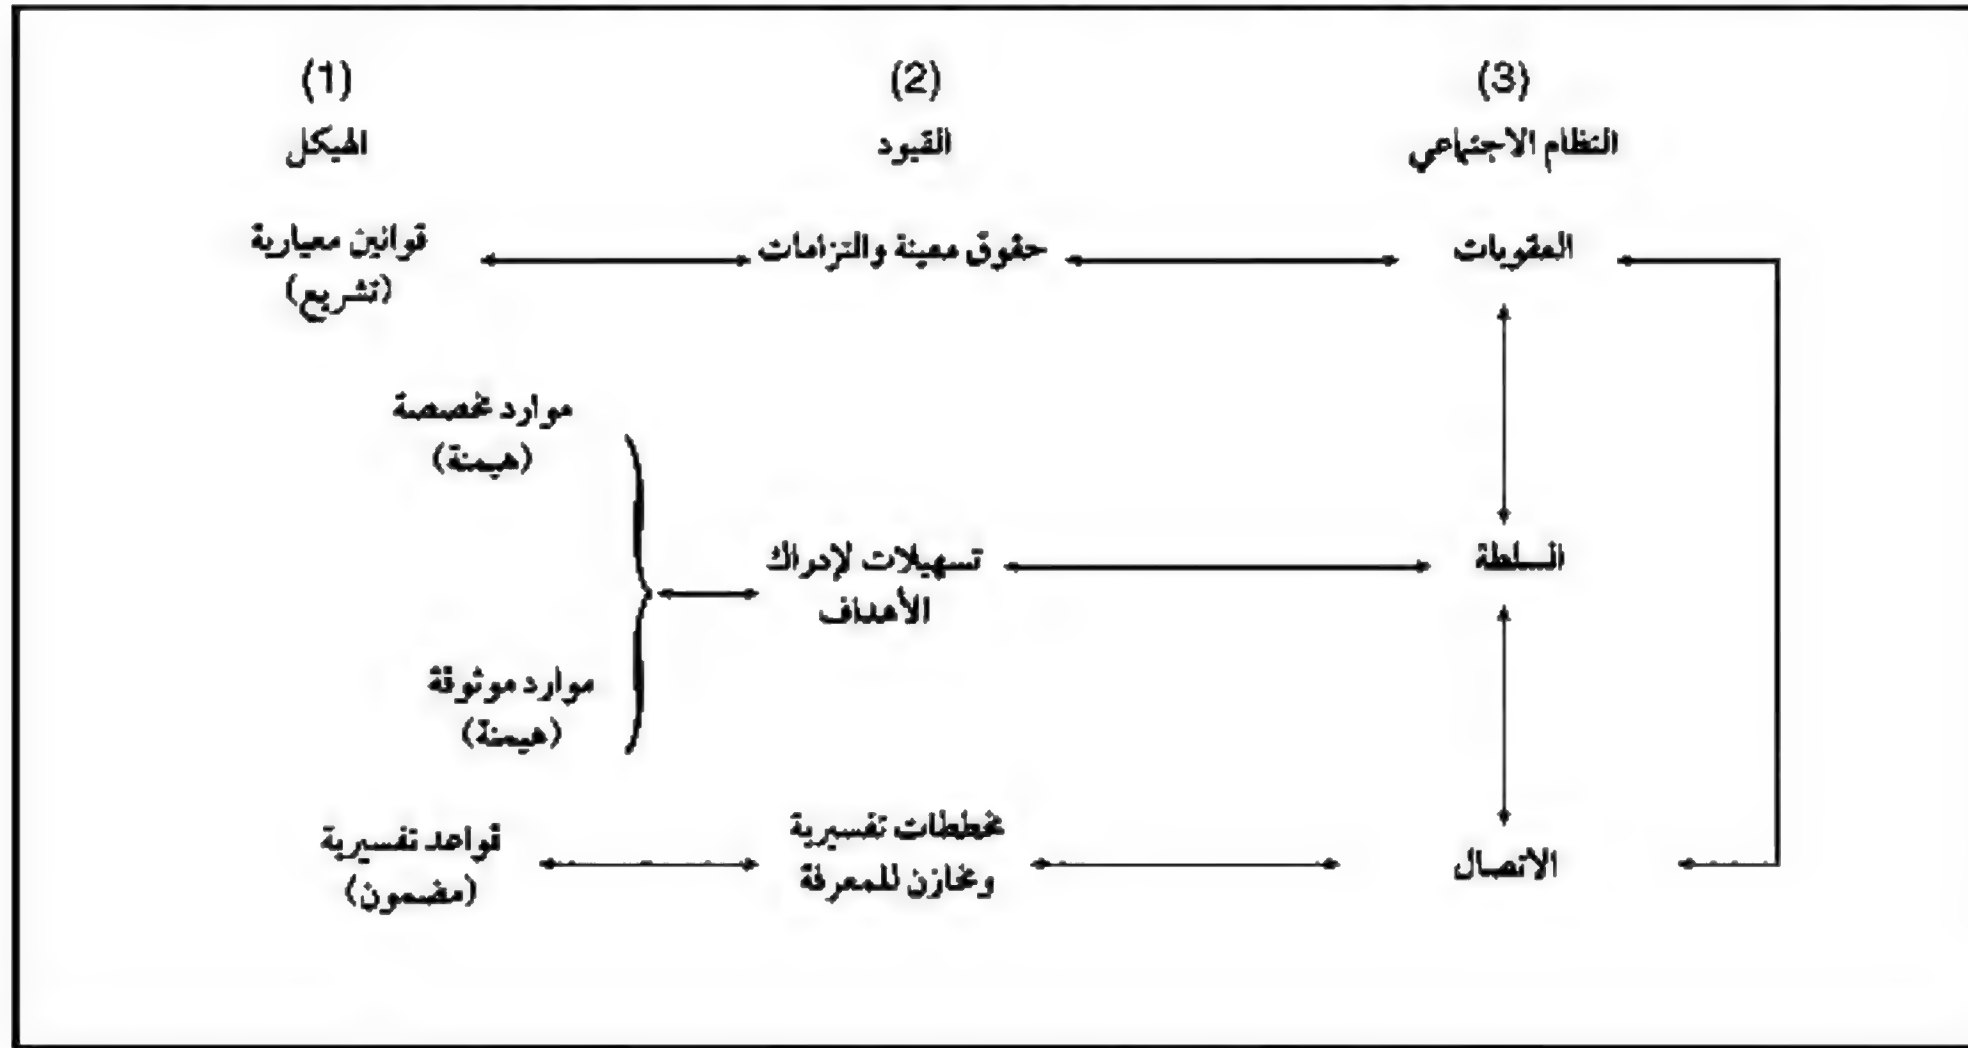 (1)
(2)
(3)
الهيكل
القيود
النظام الاجتماعي
قوانين معيارية
(تشريع)
حقوق معينة والتزامات
العقوبات
موارد مخصصة
(هيمنة)
تسهيلات لإدراك
الأهداف
السلطة
موارد موثوقة
(هيمنة)
قواعد تفسيرية
(مضمون)
مخططات تفسيرية
ومخازن للمعرفة
الاتصال